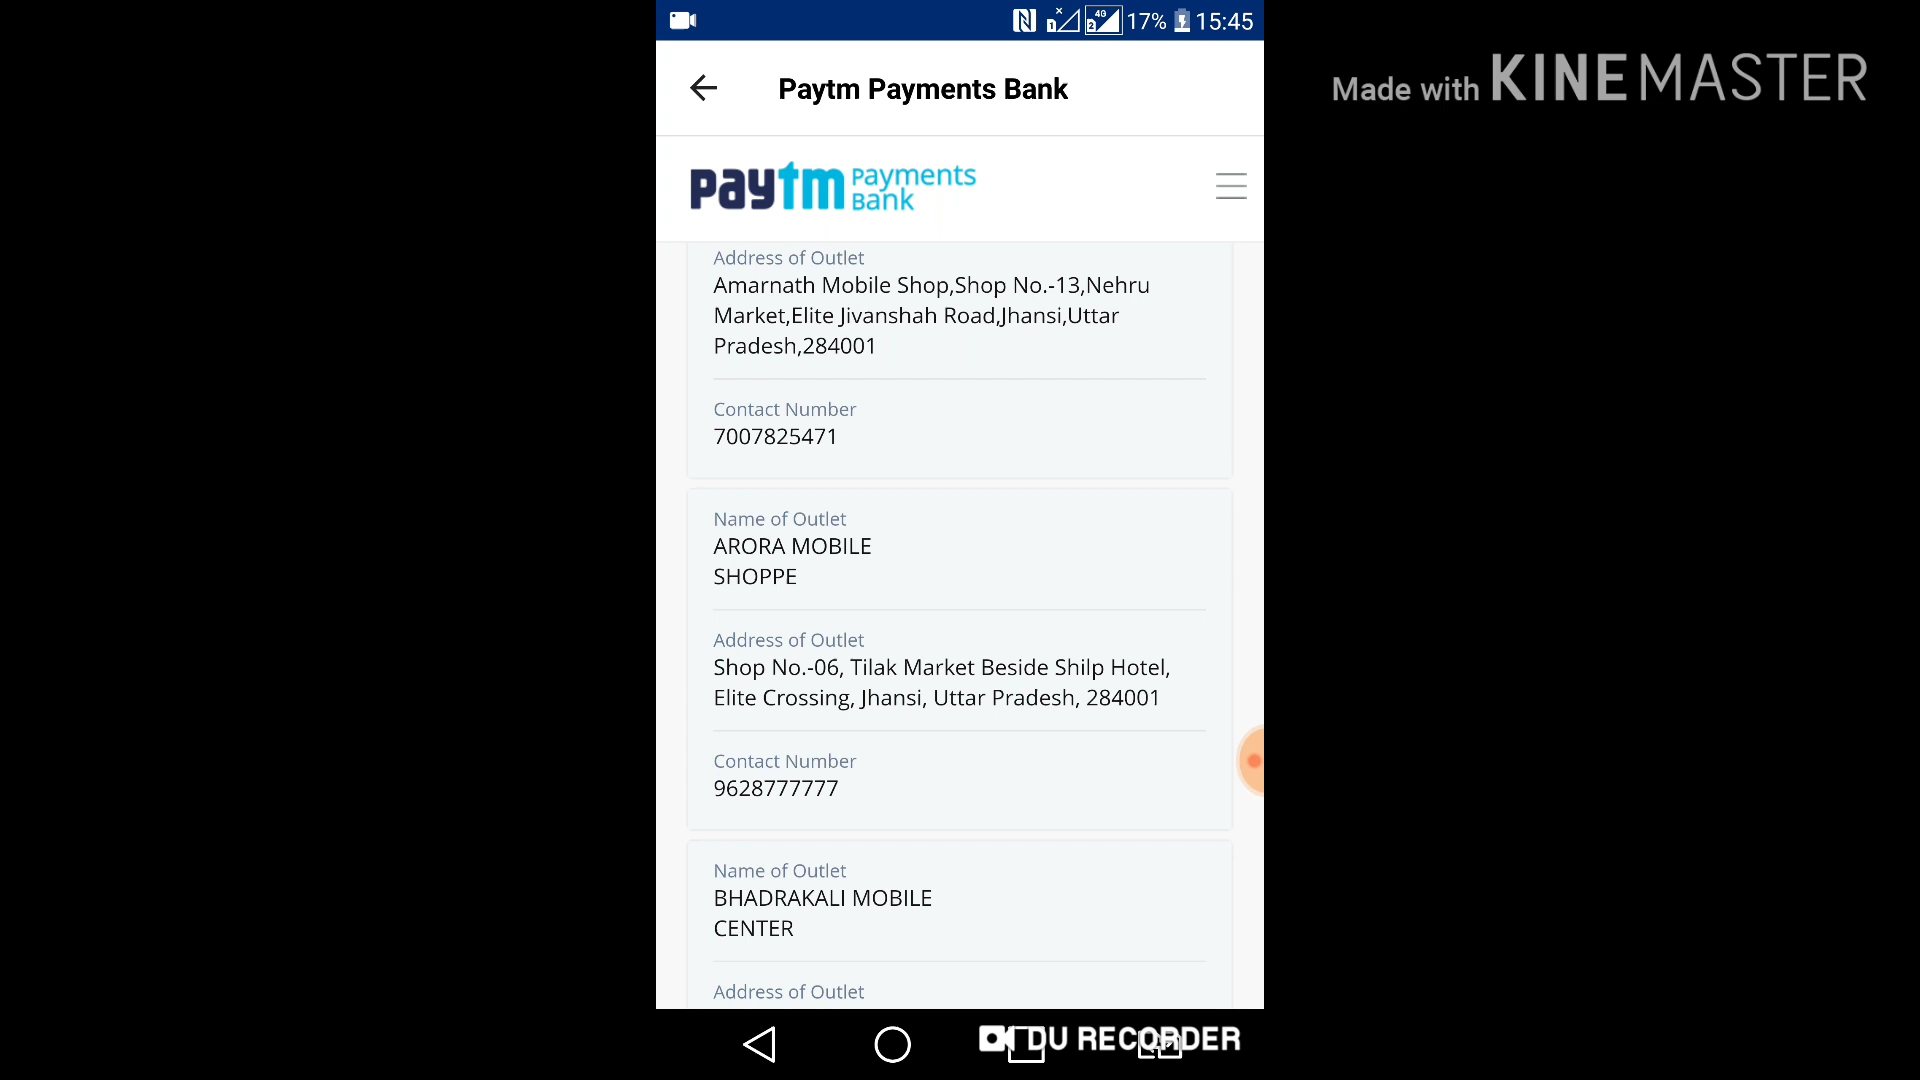 4G
17%
15:45
Made with KINEMASTER
Paytm Payments Bank
paytm Payments
Bank
Address of Outlet
Amarnath Mobile Shop,Shop No.-13,Nehru
Market,Elite Jivanshah Road,Jhansi,Uttar
Pradesh,284001
Contact Number
7007825471
Name of Outlet
ARORA MOBILE
SHOPPE
Address of Outlet
Shop No.-06, Tilak Market Beside Shilp Hotel,
Elite Crossing, Jhansi, Uttar Pradesh, 284001
Contact Number
9628777777
Name of Outlet
BHADRAKALI MOBILE
CENTER
Address of Outlet
DU RECORDER